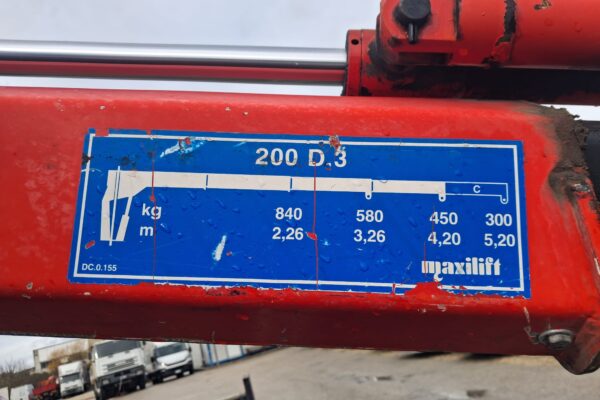 200 D.3
C
kg 840 580 450 300
m 2,26 3,26 4,20 5,20
DC.0.155
maxilift